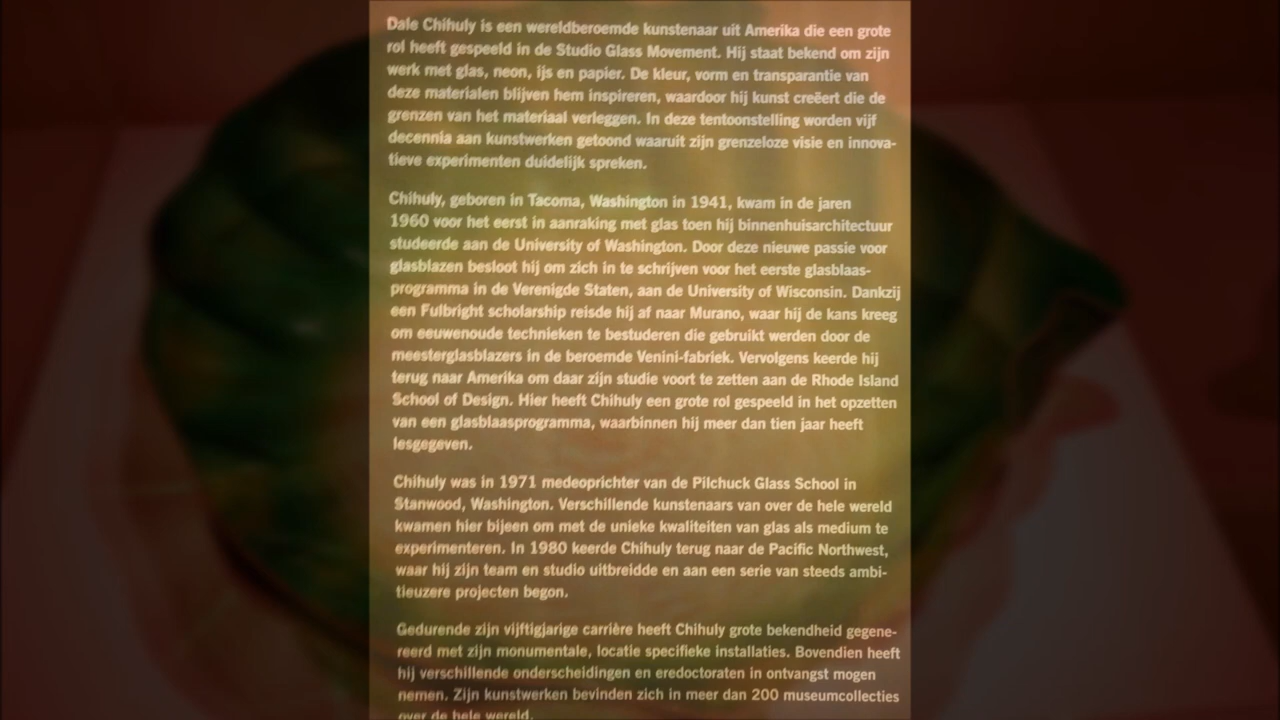 Dale Chihuly is een wereldberoemde kunstenaar uit Amerika die een grote
rol heeft gespeeld in de Studio Glass Movement. Hij staat bekend om zijn
werk met glas, neon, ijs en papier. De kleur, vorm en transparantie van
deze materialen blijven hem inspireren, waardoor hij kunst creëert die de
grenzen van het materiaal verleggen. In deze tentoonstelling worden vijf
decennia aan kunstwerken getoond waaruit zijn grenzeloze visie en innova-
tieve experimenten duidelijk spreken.
Chihuly, geboren in Tacoma, Washington in 1941, kwam in de jaren
1960 voor het eerst in aanraking met glas toen hij binnenhuisarchitectuur
studeerde aan de University of Washington. Door deze nieuwe passie voor
glasblazen besloot hij om zich in te schrijven voor het eerste glasblaas-
programma in de Verenigde Staten, aan de University of Wisconsin. Dankzij
een Fulbright scholarship reisde hij af naar Murano, waar hij de kans kreeg
om eeuwenoude technieken te bestuderen die gebruikt werden door de
meesterglasblazers in de beroemde Venini-fabriek. Vervolgens keerde hij
terug naar Amerika om daar zijn studie voort te zetten aan de Rhode Island
School of Design. Hier heeft Chihuly een grote rol gespeeld in het opzetten
van een glasblaasprogramma, waarbinnen hij meer dan tien jaar heeft
lesgegeven.
Chihuly was in 1971 medeoprichter van de Pilchuck Glass School in
Stanwood, Washington. Verschillende kunstenaars van over de hele wereld
kwamen hier bijeen om met de unieke kwaliteiten van glas als medium te
experimenteren. In 1980 keerde Chihuly terug naar de Pacific Northwest,
waar hij zijn team en studio uitbreidde en aan een serie van steeds ambi-
tieuzere projecten begon.
Gedurende zijn vijftigjarige carrière heeft Chihuly grote bekendheid gegene-
reerd met zijn monumentale, locatie specifieke installaties. Bovendien heeft
hij verschillende onderscheidingen en eredoctoraten in ontvangst mogen
nemen. Zijn kunstwerken bevinden zich in meer dan 200 museumcollecties
over de hele wereld.